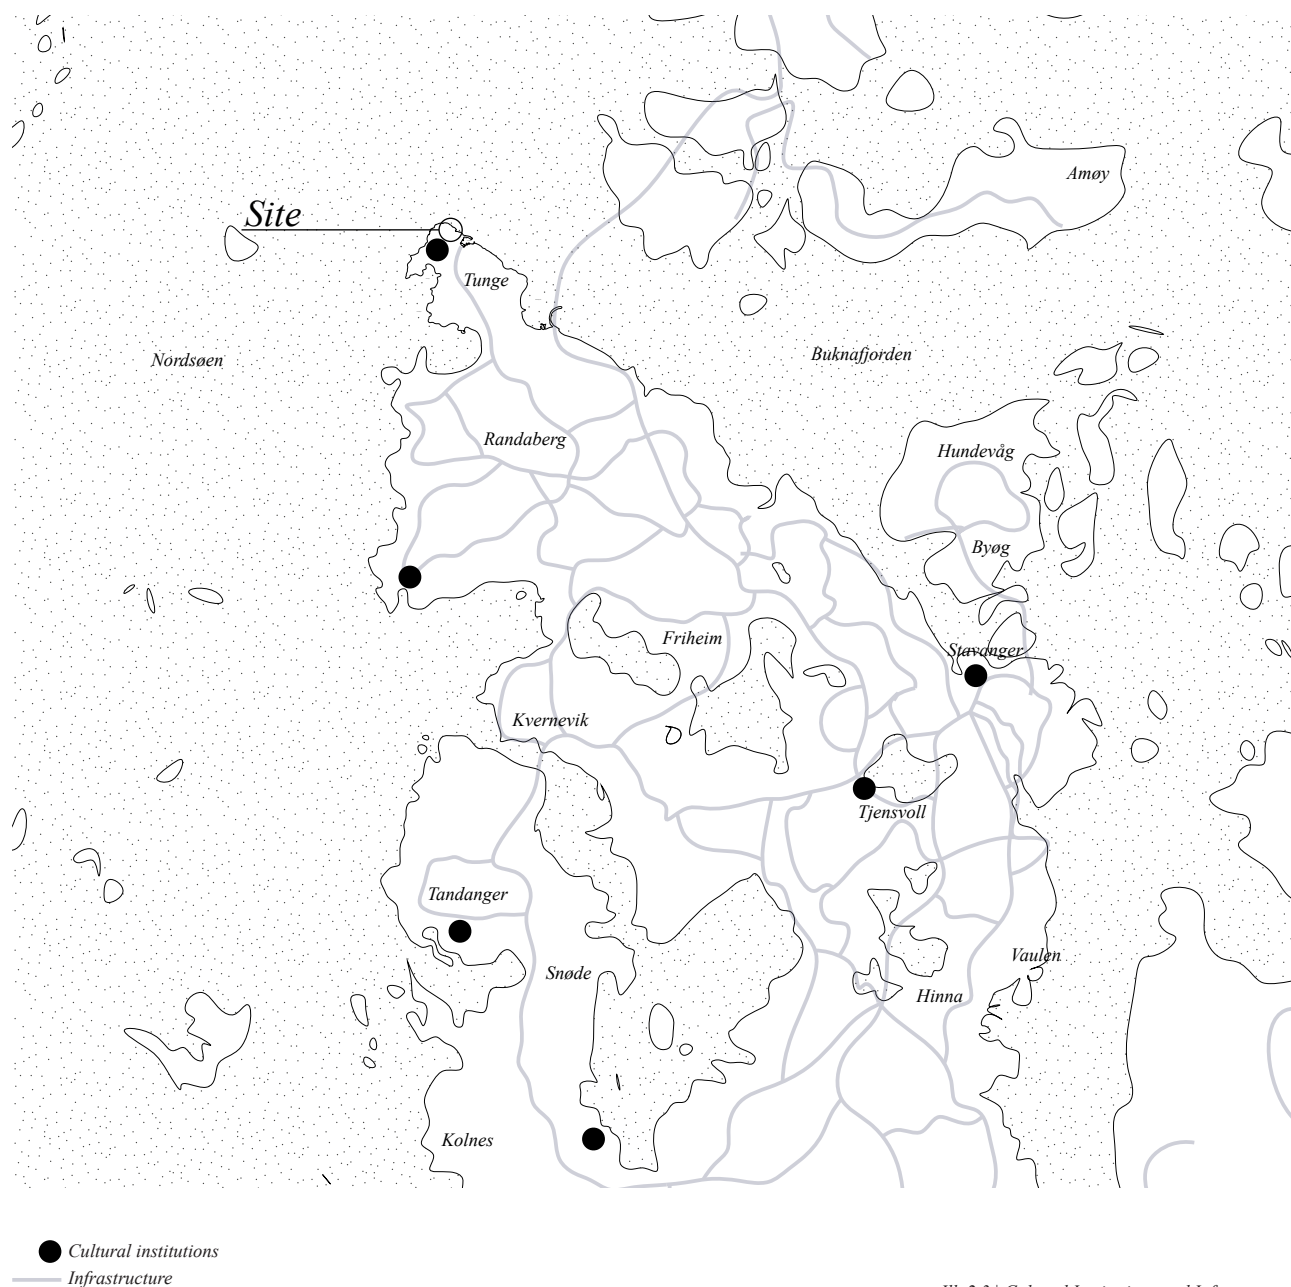 Amøy
Site
Tunge
Nordsøen
Buknafjorden
Randaberg
Hundevåg
Byøg
Friheim
Stavanger
Kvernevik
Tjensvoll
Tandanger
Vaulen
Snøde
Hinna
Kolnes
Cultural institutions
Infrastructure